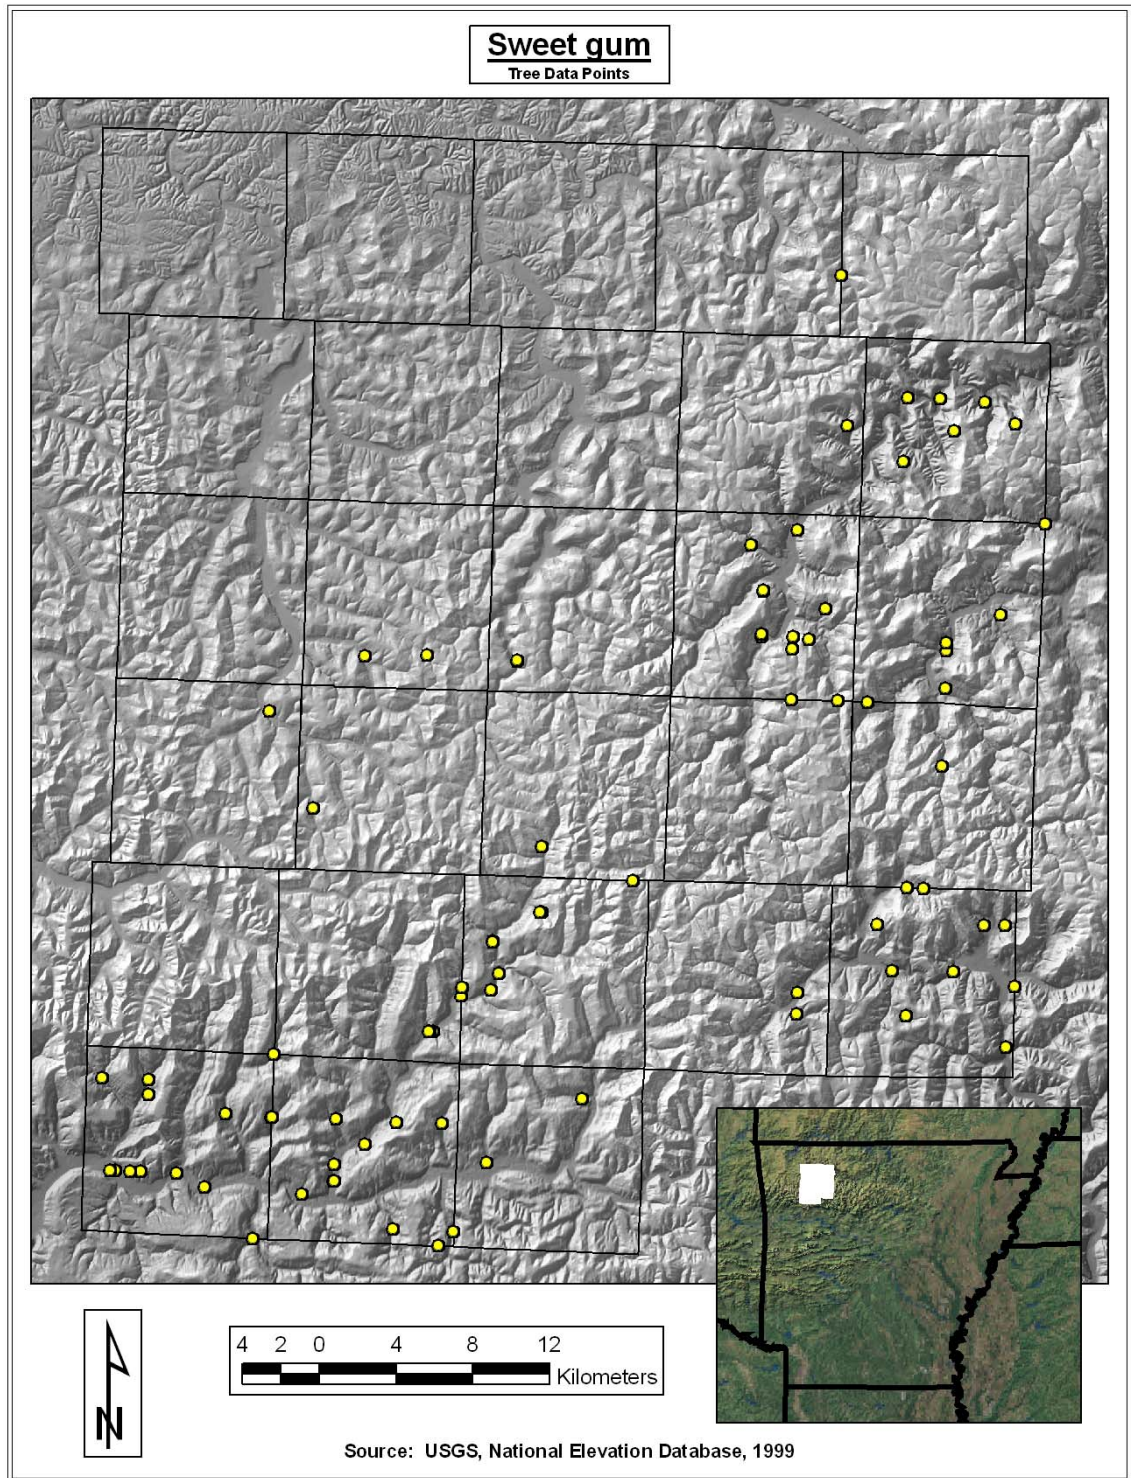 Sweet gum
Tree Data Points
4 2 0 4 8 12
Kilometers
N
Source: USGS, National Elevation Database, 1999